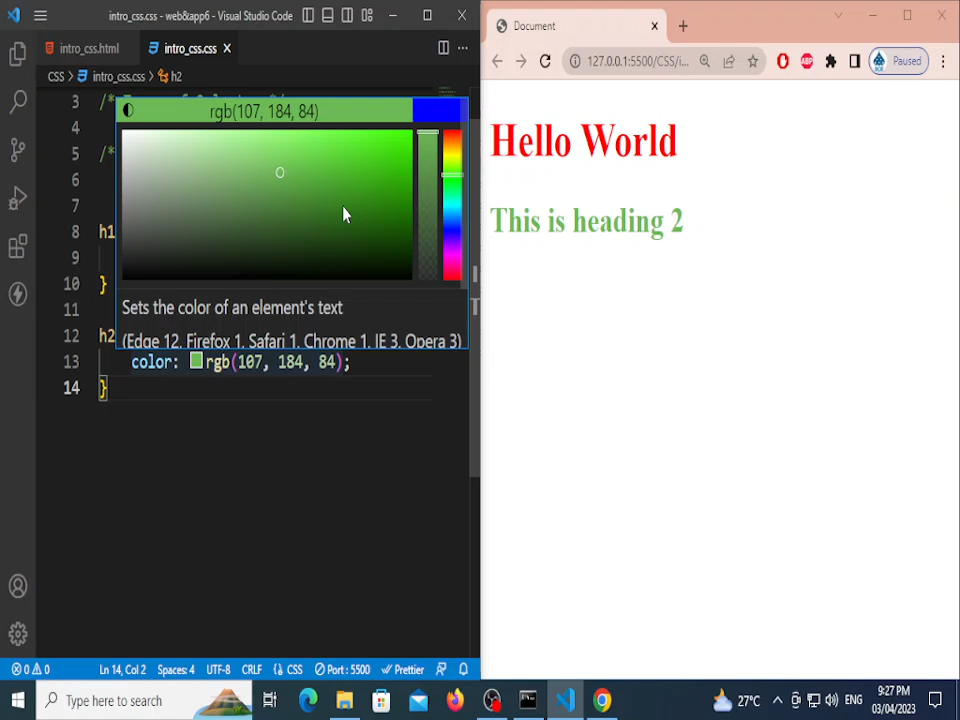 intro_css.css - web&app6 - Visual Studio Code
intro_css.html
intro_css.css
CSS > intro_css.css > h2
3 /*
4
5 /*
6
7
8 h1
9
10 }
11
12 h2
13 color: rgb(107, 184, 84);
14 }
rgb(107, 184, 84)
Sets the color of an element's text
(Edge 12, Firefox 1, Safari 1, Chrome 1, IE 3, Opera 3)
0 0 Ln 14, Col 2 Spaces: 4 UTF-8 CRLF CSS Port : 5500 Prettier
Document
127.0.0.1:5500/CSS/i...
ABP
Paused
Hello World
This is heading 2
Type here to search
27°C
ENG
9:27 PM
03/04/2023